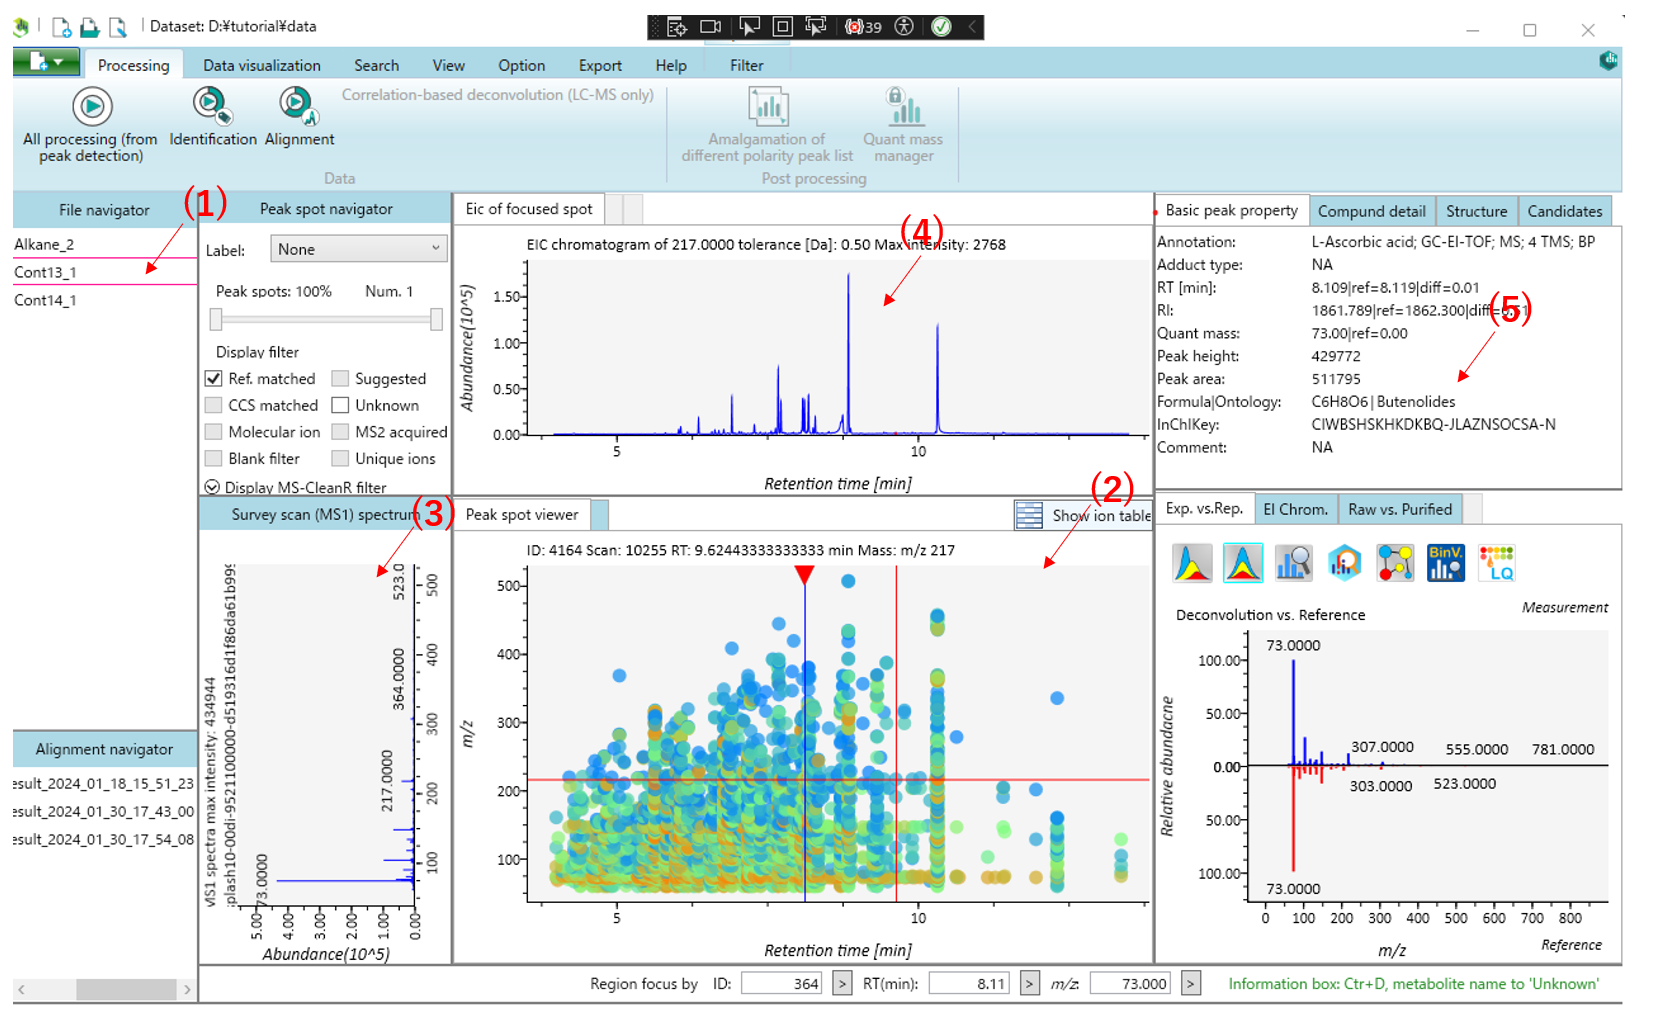 Dataset: D:¥tutorial¥data
39
Processing Data visualization Search View Option Export Help Filter
All processing (from peak detection)
Identification
Alignment
Correlation-based deconvolution (LC-MS only)
Data
Amalgamation of different polarity peak list
Quant mass manager
Post processing
File navigator
(1)
Alkane_2
Cont13_1
Cont14_1
Alignment navigator
esult_2024_01_18_15_51_23
esult_2024_01_30_17_43_00
esult_2024_01_30_17_54_08
Peak spot navigator
Label: None
Peak spots: 100% Num. 1
Display filter
Ref. matched Suggested
CCS matched Unknown
Molecular ion MS2 acquired
Blank filter Unique ions
Display MS-CleanR filter
Survey scan (MS1) spectrum
(3)
MS1 spectra max intensity: 434944
523.0
364.0000
217.0000
73.0000
500
400
300
200
100
5.00 4.00 3.00 2.00 1.00 0.00
Abundance(10^5)
Eic of focused spot
EIC chromatogram of 217.0000 tolerance [Da]: 0.50 Max intensity: 2768
(4)
Abundance(10^5)
1.50
1.00
0.50
0.00
5 10
Retention time [min]
Peak spot viewer
(2)
Show ion table
ID: 4164 Scan: 10255 RT: 9.62443333333333 min Mass: m/z 217
m/z
500
400
300
200
100
5 10
Retention time [min]
Basic peak property Compund detail Structure Candidates
Annotation: L-Ascorbic acid; GC-EI-TOF; MS; 4 TMS; BP
Adduct type: NA
RT [min]: 8.109|ref=8.119|diff=0.01
RI: 1861.789|ref=1862.300|diff=0.51
(5)
Quant mass: 73.00|ref=0.00
Peak height: 429772
Peak area: 511795
Formula|Ontology: C6H8O6|Butenolides
InChIKey: CIWBSHSKHKDKBQ-JLAZNSOCSA-N
Comment: NA
Exp. vs.Rep. EI Chrom. Raw vs. Purified
BinV.
LQ
Measurement
Deconvolution vs. Reference
Relative abundacne
73.0000
100.00
50.00
307.0000 555.0000 781.0000
0.00
303.0000 523.0000
50.00
100.00
73.0000
0 100 200 300 400 500 600 700 800
m/z
Reference
Region focus by ID: 364 > RT(min): 8.11 > m/z: 73.000 >
Information box: Ctr+D, metabolite name to 'Unknown'